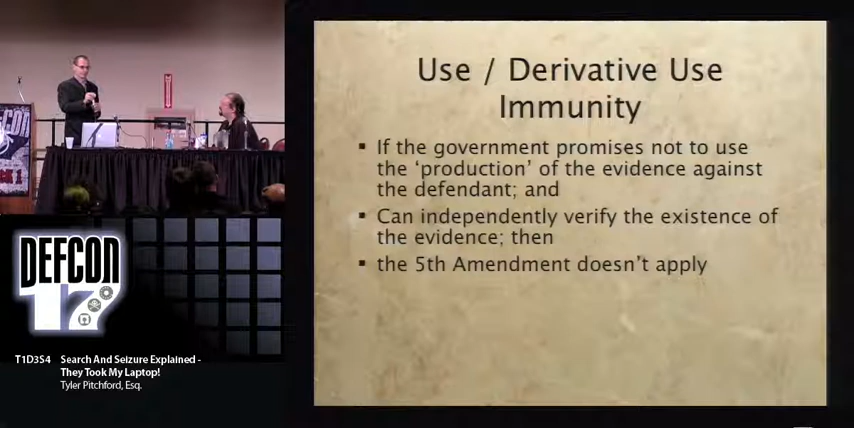 Use / Derivative Use
Immunity
▪ If the government promises not to use
the ‘production’ of the evidence against
the defendant; and
▪ Can independently verify the existence of
the evidence; then
▪ the 5th Amendment doesn’t apply
DEFCON
DEFCON
17
T1D3S4 Search And Seizure Explained -
They Took My Laptop!
Tyler Pitchford, Esq.